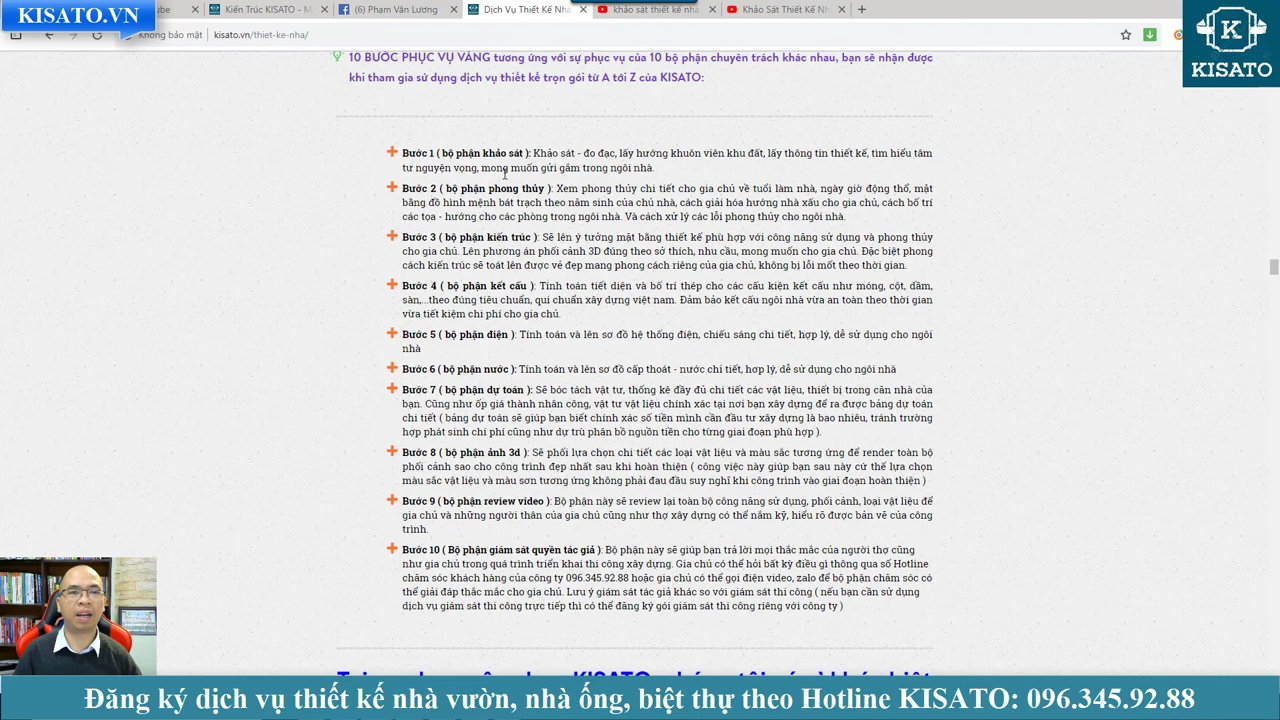 KISATO.VN
ube
Kiến Trúc KISATO - M
(6) Phạm Văn Lương
Dịch Vụ Thiết Kế Nhà
khảo sát thiết kế nhà
Khảo Sát Thiết Kế Nh
Không bảo mật
kisato.vn/thiet-ke-nha/
K
KISATO
10 BƯỚC PHỤC VỤ VÀNG tương ứng với sự phục vụ của 10 bộ phận chuyên trách khác nhau, bạn sẽ nhận được
khi tham gia sử dụng dịch vụ thiết kế trọn gói từ A tới Z của KISATO:
Bước 1 ( bộ phận khảo sát ): Khảo sát - đo đạc, lấy hướng khuôn viên khu đất, lấy thông tin thiết kế, tìm hiểu tâm
tư nguyện vọng, mong muốn gửi gắm trong ngôi nhà.
Bước 2 ( bộ phận phong thủy ): Xem phong thủy chi tiết cho gia chủ về tuổi làm nhà, ngày giờ động thổ, mặt
bằng đồ hình mệnh bát trạch theo năm sinh của chủ nhà, cách giải hóa hướng nhà xấu cho gia chủ, cách bố trí
các tọa - hướng cho các phòng trong ngôi nhà. Và cách xử lý các lỗi phong thủy cho ngôi nhà.
Bước 3 ( bộ phận kiến trúc ): Sẽ lên ý tưởng mặt bằng thiết kế phù hợp với công năng sử dụng và phong thủy
cho gia chủ. Lên phương án phối cảnh 3D đúng theo sở thích, nhu cầu, mong muốn cho gia chủ. Đặc biệt phong
cách kiến trúc sẽ toát lên được vẻ đẹp mang phong cách riêng của gia chủ, không bị lỗi mốt theo thời gian.
Bước 4 ( bộ phận kết cấu ): Tính toán tiết diện và bố trí thép cho các cấu kiện kết cấu như móng, cột, dầm,
sàn,...theo đúng tiêu chuẩn, qui chuẩn xây dựng việt nam. Đảm bảo kết cấu ngôi nhà vừa an toàn theo thời gian
vừa tiết kiệm chi phí cho gia chủ.
Bước 5 ( bộ phận điện ): Tính toán và lên sơ đồ hệ thống điện, chiếu sáng chi tiết, hợp lý, dễ sử dụng cho ngôi
nhà
Bước 6 ( bộ phận nước ): Tính toán và lên sơ đồ cấp thoát - nước chi tiết, hợp lý, dễ sử dụng cho ngôi nhà
Bước 7 ( bộ phận dự toán ): Sẽ bóc tách vật tư, thống kê đầy đủ chi tiết các vật liệu, thiết bị trong căn nhà của
bạn. Cũng như ốp giá thành nhân công, vật tư vật liệu chính xác tại nơi bạn xây dựng để ra được bảng dự toán
chi tiết ( bảng dự toán sẽ giúp bạn biết chính xác số tiền mình cần đầu tư xây dựng là bao nhiêu, tránh trường
hợp phát sinh chi phí cũng như dự trù phân bổ nguồn tiền cho từng giai đoạn phù hợp ).
Bước 8 ( bộ phận ảnh 3d ): Sẽ phối lựa chọn chi tiết các loại vật liệu và màu sắc tương ứng để render toàn bộ
phối cảnh sao cho công trình đẹp nhất sau khi hoàn thiện ( công việc này giúp bạn sau này cứ thế lựa chọn
màu sắc vật liệu và màu sơn tương ứng không phải đau đầu suy nghĩ khi công trình vào giai đoạn hoàn thiện )
Bước 9 ( bộ phận review video ): Bộ phận này sẽ review lại toàn bộ công năng sử dụng, phối cảnh, loại vật liệu để
gia chủ và những người thân của gia chủ cũng như thợ xây dựng có thể nắm kỹ, hiểu rõ được bản vẽ của công
trình.
Bước 10 ( Bộ phận giám sát quyền tác giả ): Bộ phận này sẽ giúp bạn trả lời mọi thắc mắc của người thợ cũng
như gia chủ trong quá trình triển khai thi công xây dựng. Gia chủ có thể hỏi bất kỳ điều gì thông qua số Hotline
chăm sóc khách hàng của công ty 096.345.92.88 hoặc gia chủ có thể gọi điện video, zalo để bộ phận chăm sóc có
thể giải đáp thắc mắc cho gia chủ. Lưu ý giám sát tác giả khác so với giám sát thi công ( nếu bạn cần sử dụng
dịch vụ giám sát thi công trực tiếp thì có thể đăng ký gói giám sát thi công riêng với công ty )
Đăng ký dịch vụ thiết kế nhà vườn, nhà ống, biệt thự theo Hotline KISATO: 096.345.92.88